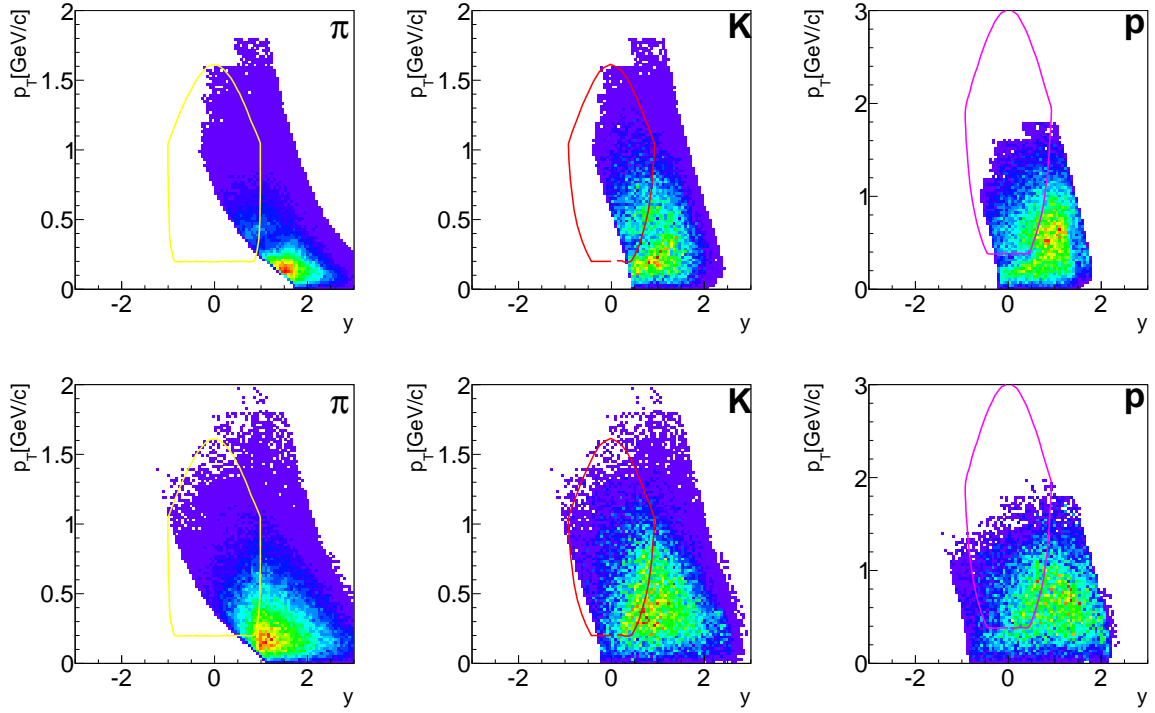 p_T[GeV/c] 2 1.5 1 0.5 0 −2 0 2 y π
p_T[GeV/c] 2 1.5 1 0.5 0 −2 0 2 y K
p_T[GeV/c] 3 2 1 0 −2 0 2 y p
p_T[GeV/c] 2 1.5 1 0.5 0 −2 0 2 y π
p_T[GeV/c] 2 1.5 1 0.5 0 −2 0 2 y K
p_T[GeV/c] 3 2 1 0 −2 0 2 y p